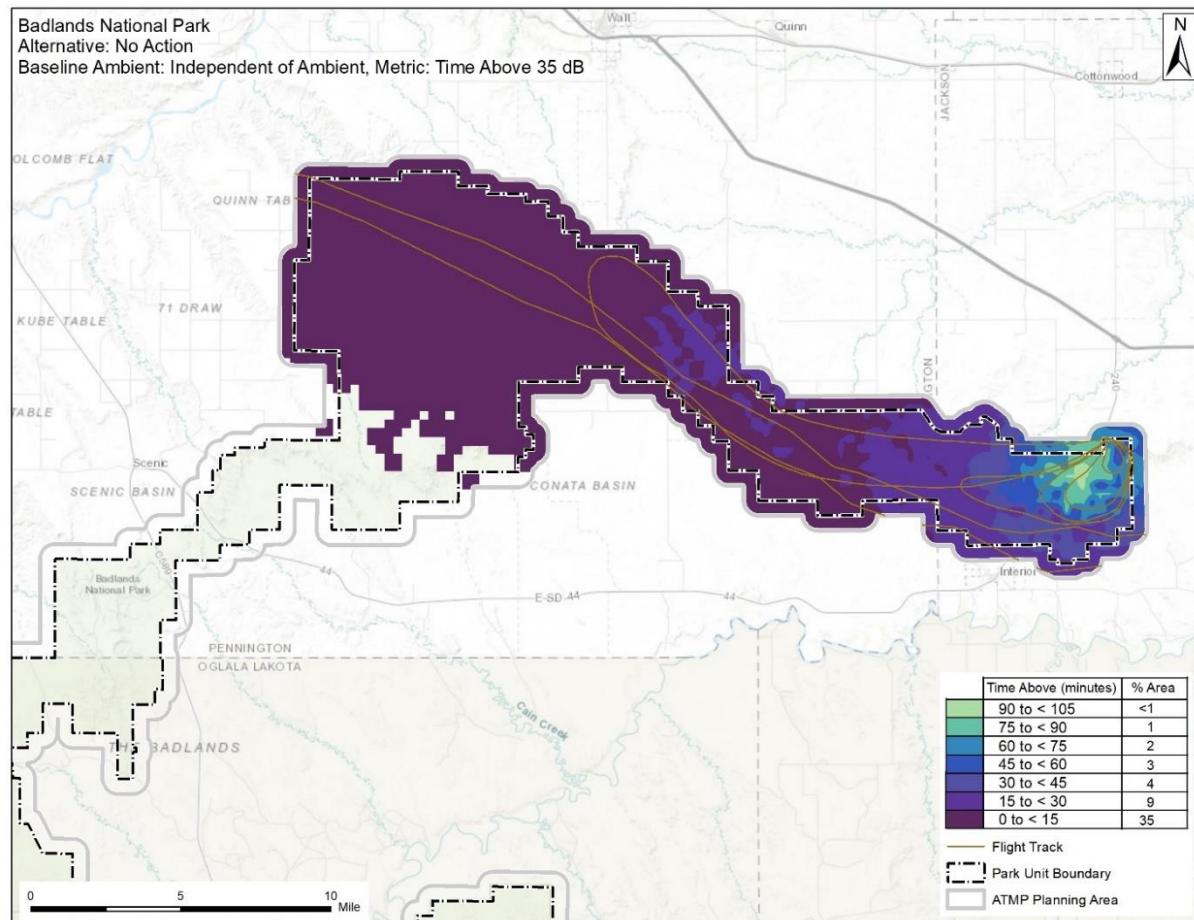 Badlands National Park
Alternative: No Action
Baseline Ambient: Independent of Ambient, Metric: Time Above 35 dB
Wall
Quinn
N
Cottonwood
JACKSON
OLCOMB FLAT
QUINN TAB
240
71 DRAW
KUBE TABLE
GTON
TABLE
Scenic
SCENIC BASIN
CONATA BASIN
C589
Badlands
National Park
44
Interior
E SD 44
44
PENNINGTON
OGLALA LAKOTA
Cain Creek
THE BADLANDS
Time Above (minutes) % Area
90 to < 105 <1
75 to < 90 1
60 to < 75 2
45 to < 60 3
30 to < 45 4
15 to < 30 9
0 to < 15 35
Flight Track
Park Unit Boundary
ATMP Planning Area
0 5 10
Mile